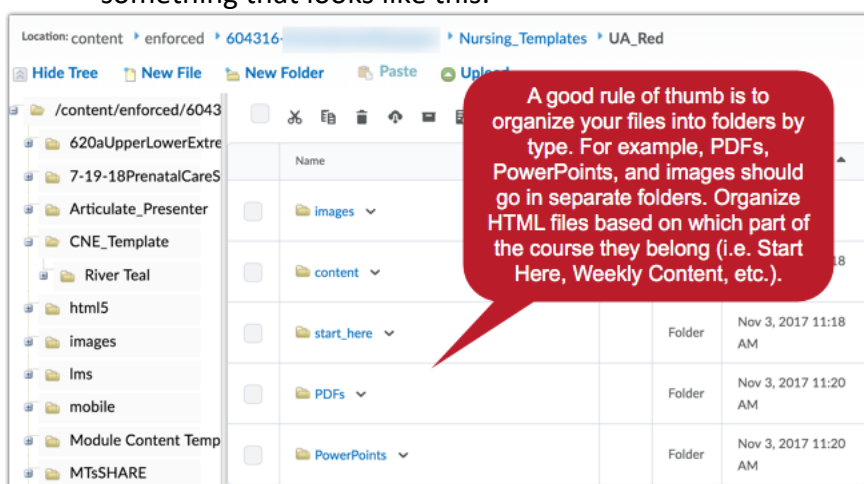 something that looks like this:
Location: content enforced 604316- Nursing_Templates UA_Red
Hide Tree New File New Folder Paste Upload
/content/enforced/6043
620aUpperLowerExtre
7-19-18PrenatalCareS
Articulate_Presenter
CNE_Template
River Teal
html5
images
lms
mobile
Module Content Temp
MTsSHARE
Name
images
content
18
start_here Folder Nov 3, 2017 11:18
AM
PDFs Folder Nov 3, 2017 11:20
AM
PowerPoints Folder Nov 3, 2017 11:20
AM
A good rule of thumb is to
organize your files into folders by
type. For example, PDFs,
PowerPoints, and images should
go in separate folders. Organize
HTML files based on which part of
the course they belong (i.e. Start
Here, Weekly Content, etc.).